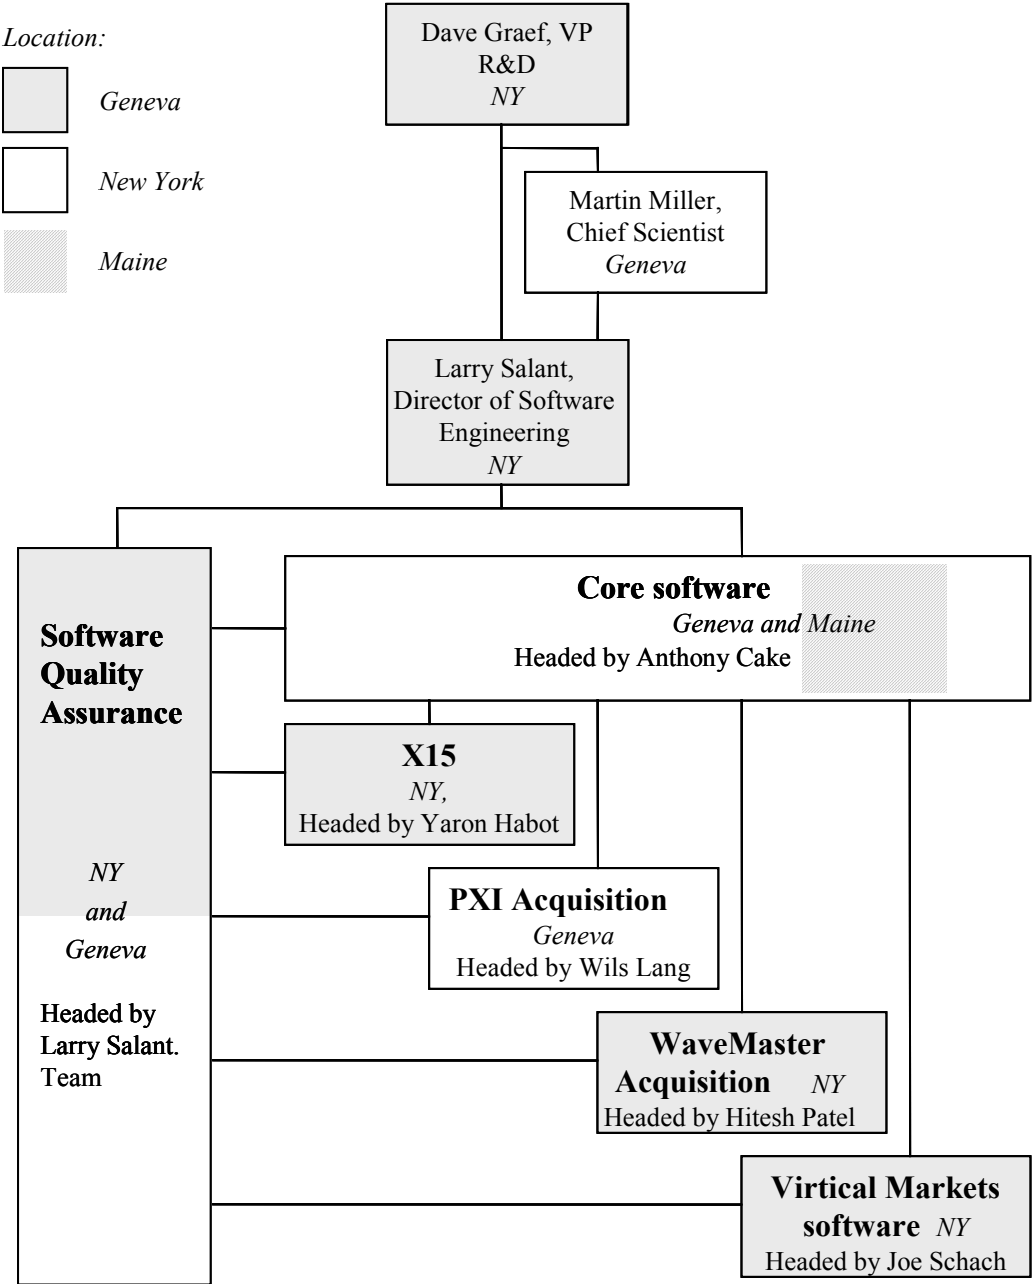 Location:
Geneva
New York
Maine
Dave Graef, VP
R&D
NY
Martin Miller,
Chief Scientist
Geneva
Larry Salant,
Director of Software
Engineering
NY
Software
Quality
Assurance
NY
and
Geneva
Headed by
Larry Salant.
Team
Core software
Geneva and Maine
Headed by Anthony Cake
X15
NY,
Headed by Yaron Habot
PXI Acquisition
Geneva
Headed by Wils Lang
WaveMaster
Acquisition NY
Headed by Hitesh Patel
Virtical Markets
software NY
Headed by Joe Schach